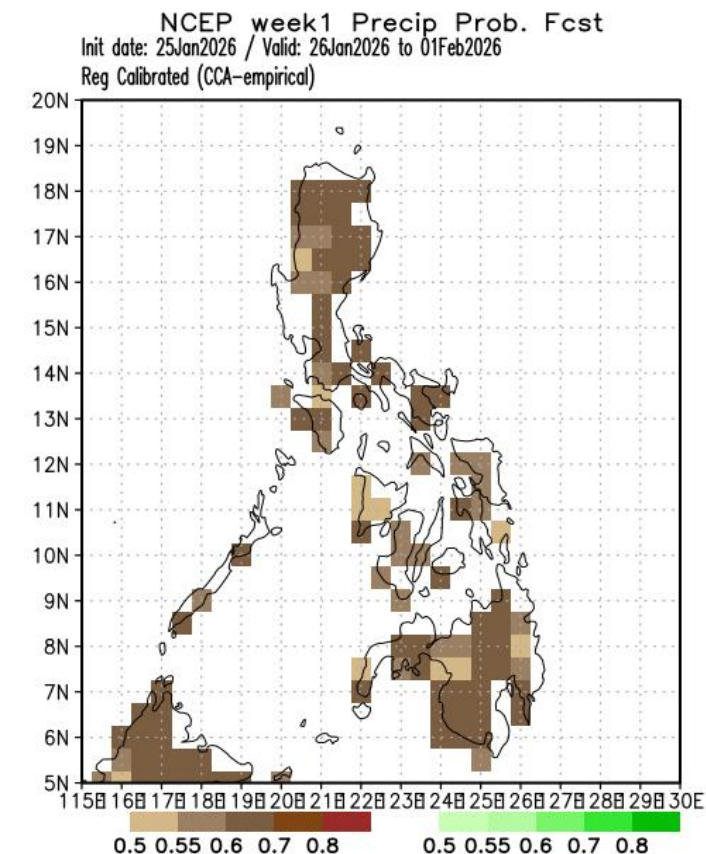 NCEP week1 Precip Prob. Fcst
Init date: 25Jan2026 / Valid: 26Jan2026 to 01Feb2026
Reg Calibrated (CCA-empirical)
20N
19N
18N
17N
16N
15N
14N
13N
12N
11N
10N
9N
8N
7N
6N
5N
115E 116E 117E 118E 119E 120E 121E 122E 123E 124E 125E 126E 127E 128E 129E 130E
0.5 0.55 0.6 0.7 0.8 0.5 0.55 0.6 0.7 0.8